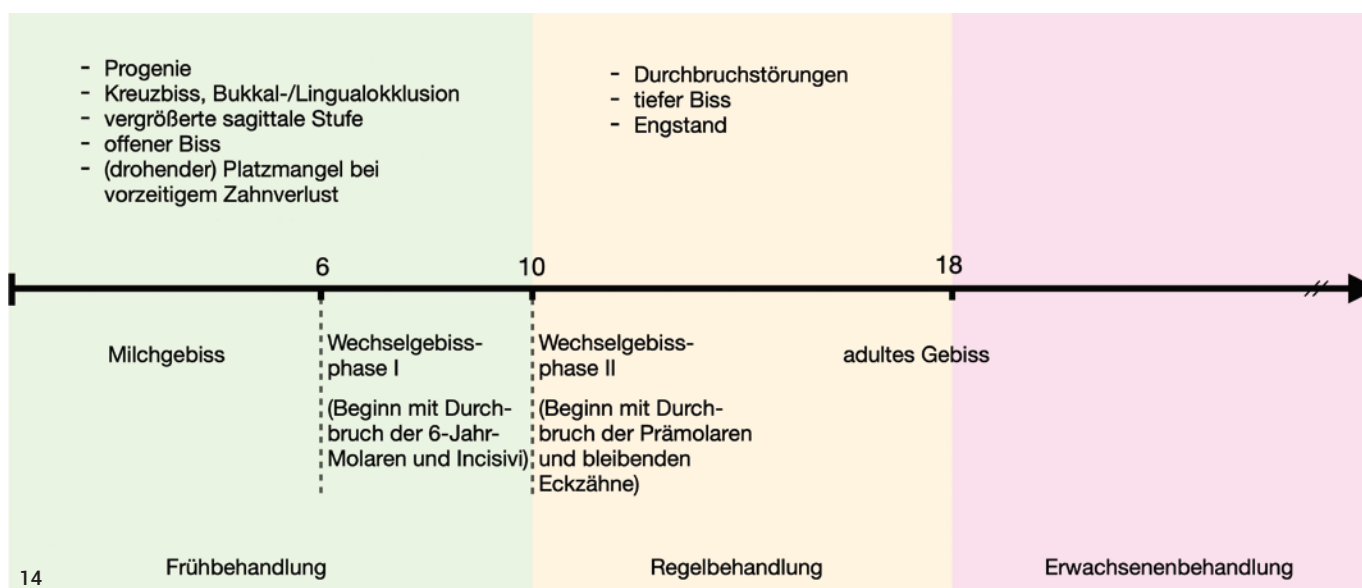 - Progenie
- Kreuzbiss, Bukkal-/Lingualokklusion
- vergrößerte sagittale Stufe
- offener Biss
- (drohender) Platzmangel bei
vorzeitigem Zahnverlust
- Durchbruchstörungen
- tiefer Biss
- Engstand
6
10
18
Milchgebiss
Wechselgebiss-
phase I
(Beginn mit Durch-
bruch der 6-Jahr-
Molaren und Incisivi)
Wechselgebiss-
phase II
(Beginn mit Durch-
bruch der Prämolaren
und bleibenden
Eckzähne)
adultes Gebiss
14
Frühbehandlung
Regelbehandlung
Erwachsenenbehandlung